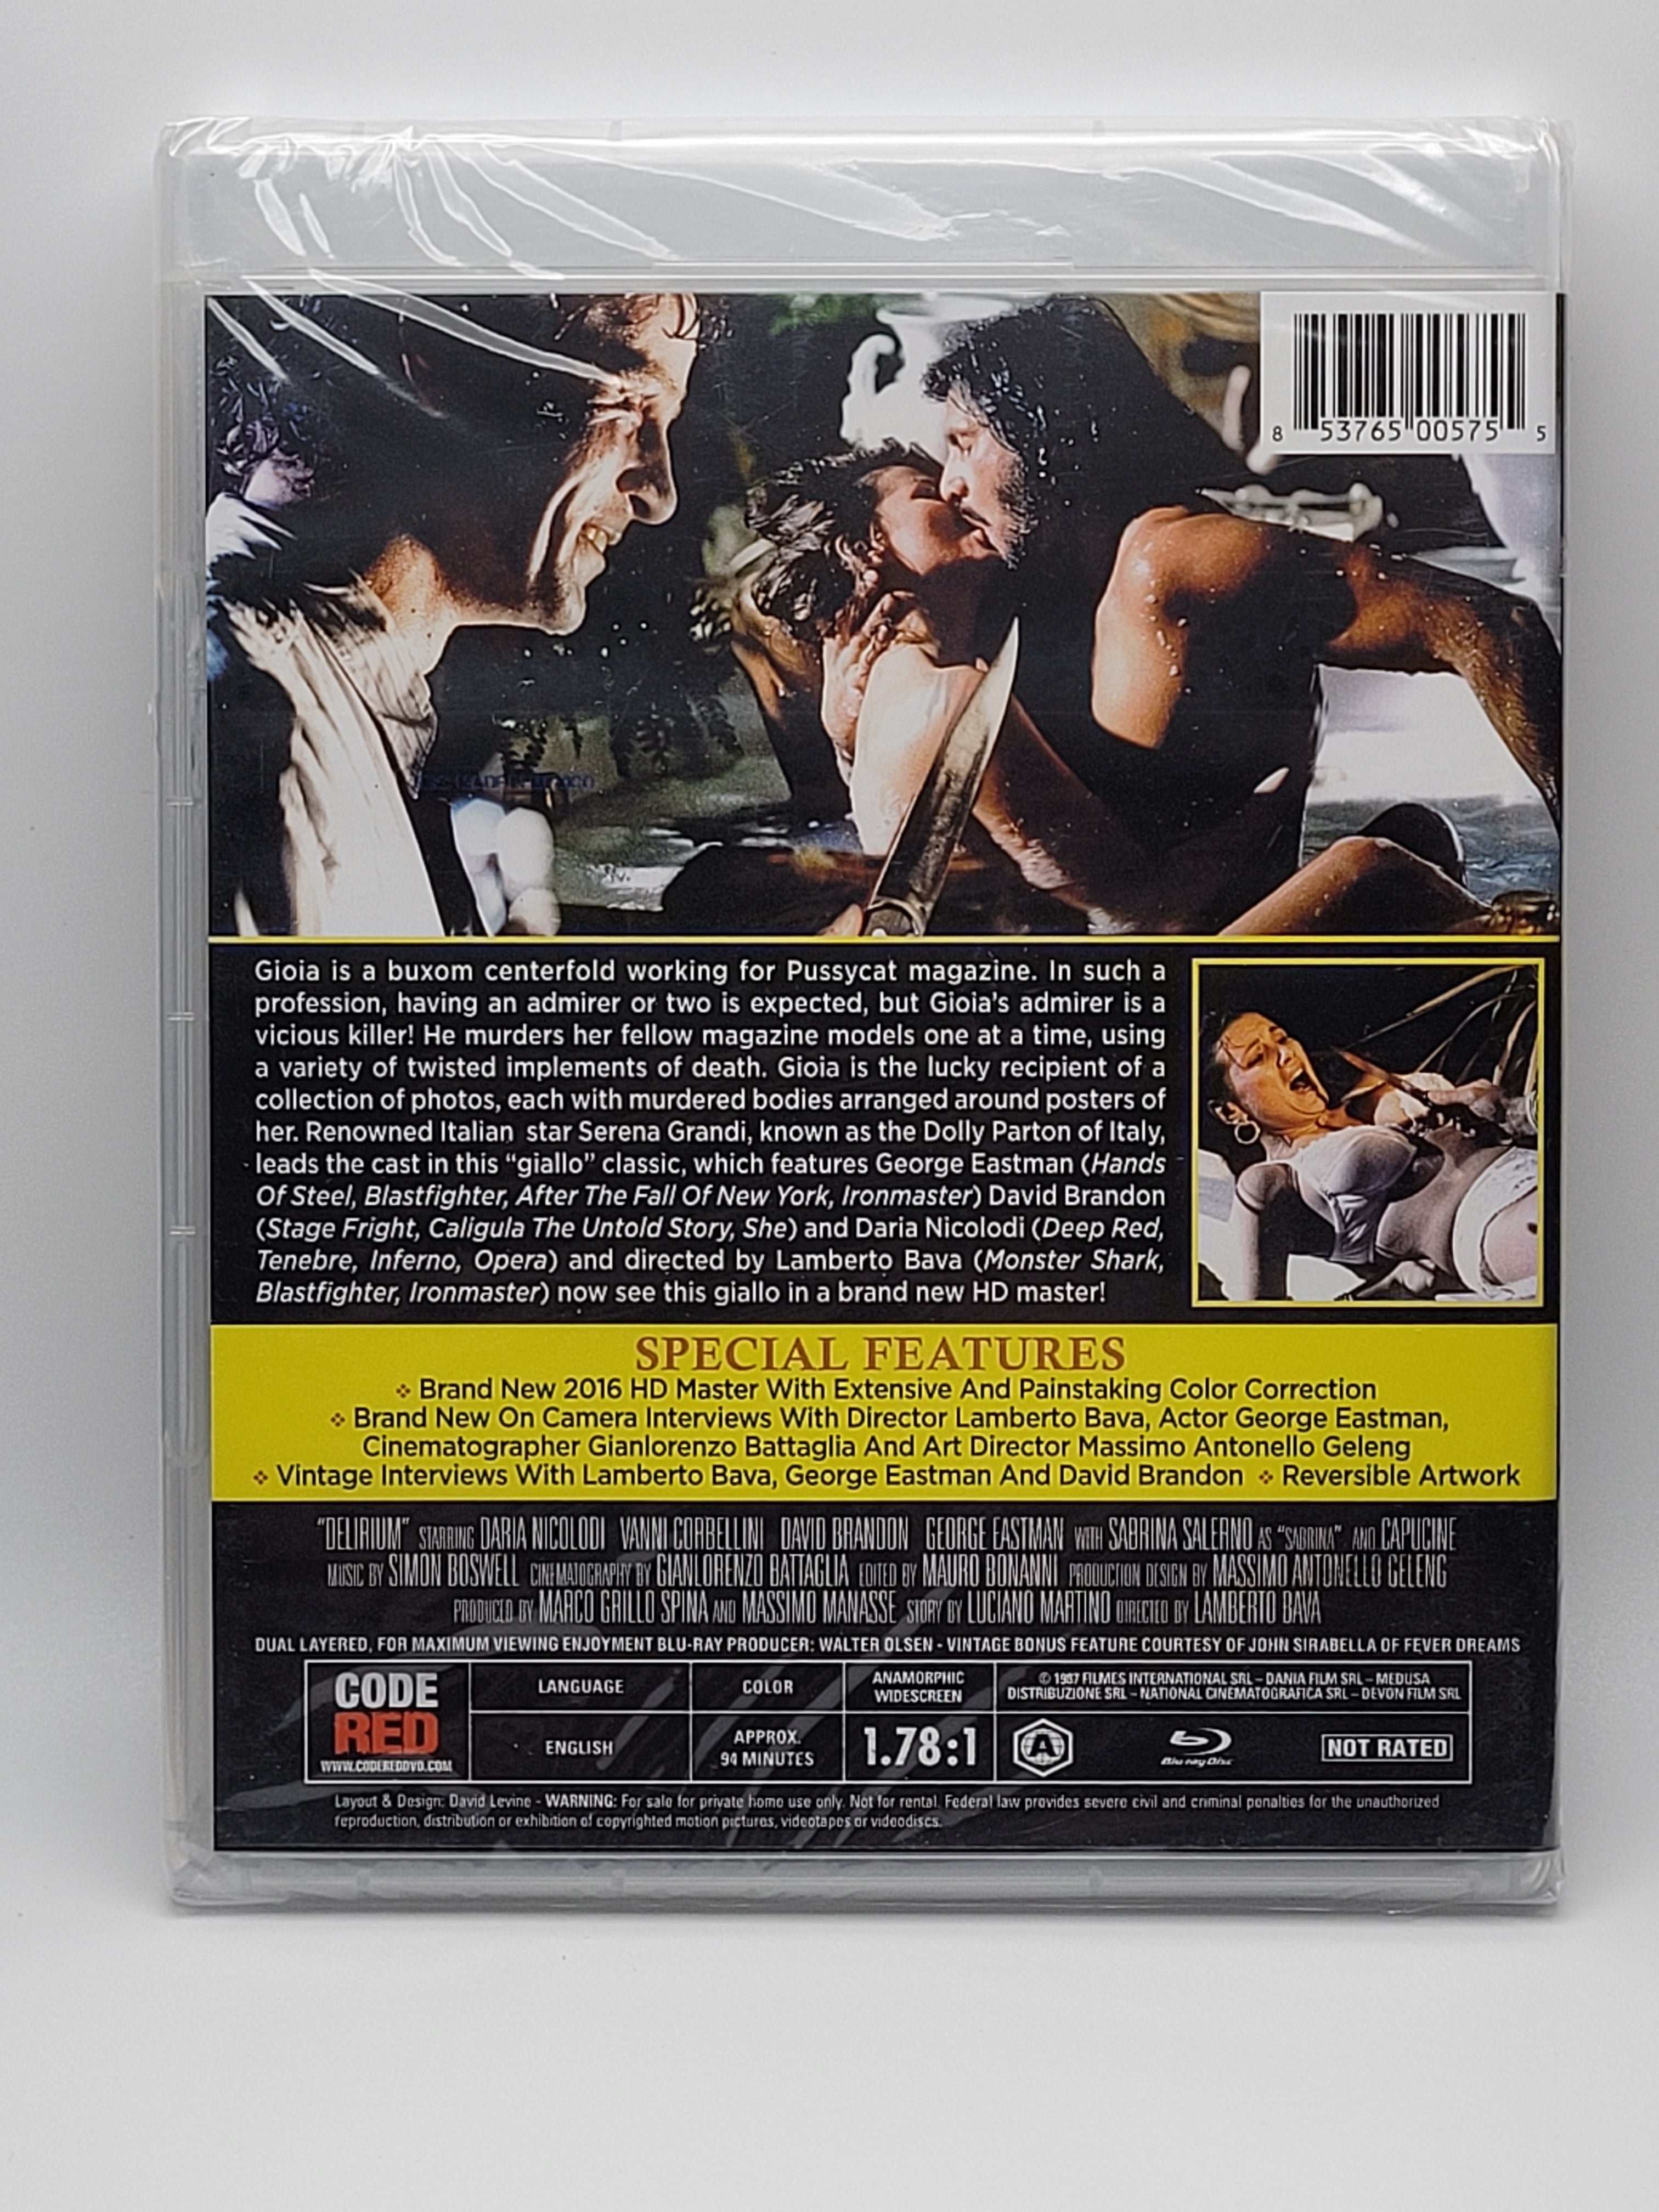 8 53765 00575 5
Gioia is a buxom centerfold working for Pussycat magazine. In such a
profession, having an admirer or two is expected, but Gioia's admirer is a
vicious killer! He murders her fellow magazine models one at a time, using
a variety of twisted implements of death. Gioia is the lucky recipient of a
collection of photos, each with murdered bodies arranged around posters of
her. Renowned Italian star Serena Grandi, known as the Dolly Parton of Italy,
leads the cast in this “giallo” classic, which features George Eastman (Hands
Of Steel, Blastfighter, After The Fall Of New York, Ironmaster) David Brandon
(Stage Fright, Caligula The Untold Story, She) and Daria Nicolodi (Deep Red,
Tenebre, Inferno, Opera) and directed by Lamberto Bava (Monster Shark,
Blastfighter, Ironmaster) now see this giallo in a brand new HD master!
SPECIAL FEATURES
❖ Brand New 2016 HD Master With Extensive And Painstaking Color Correction
❖ Brand New On Camera Interviews With Director Lamberto Bava, Actor George Eastman,
Cinematographer Gianlorenzo Battaglia And Art Director Massimo Antonello Geleng
❖ Vintage Interviews With Lamberto Bava, George Eastman And David Brandon ❖ Reversible Artwork
“DELIRIUM” STARRING DARIA NICOLODI VANNI CORBELLINI DAVID BRANDON GEORGE EASTMAN WITH SABRINA SALERNO AS “SABRINA” AND CAPUCINE
MUSIC BY SIMON BOSWELL CINEMATOGRAPHY BY GIANLORENZO BATTAGLIA EDITED BY MAURO BONANNI PRODUCTION DESIGN BY MASSIMO ANTONELLO GELENG
PRODUCED BY MARCO GRILLO SPINA AND MASSIMO MANASSE STORY BY LUCIANO MARTINO DIRECTED BY LAMBERTO BAVA
DUAL LAYERED, FOR MAXIMUM VIEWING ENJOYMENT BLU-RAY PRODUCER: WALTER OLSEN - VINTAGE BONUS FEATURE COURTESY OF JOHN SIRABELLA OF FEVER DREAMS
CODE
RED
WWW.CODEREDDVD.COM
LANGUAGE
ENGLISH
COLOR
APPROX.
94 MINUTES
ANAMORPHIC
WIDESCREEN
1.78:1
© 1987 FILMES INTERNATIONAL SRL – DANIA FILM SRL – MEDUSA
DISTRIBUZIONE SRL – NATIONAL CINEMATOGRAFICA SRL – DEVON FILM SRL
A
Blu-ray Disc
NOT RATED
Layout & Design: David Levine - WARNING: For sale for private home use only. Not for rental. Federal law provides severe civil and criminal penalties for the unauthorized
reproduction, distribution or exhibition of copyrighted motion pictures, videotapes or videodiscs.